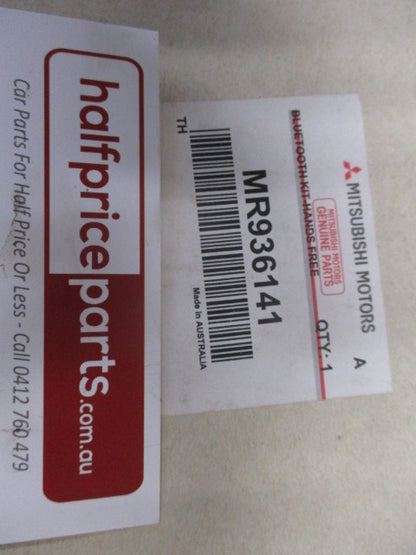 halfpriceparts.com.au
Car Parts For Half Price Or Less - Call 0412 760 479
MITSUBISHI MOTORS A
MITSUBISHI MOTORS
GENUINE PARTS
BLUETOOTH KIT HANDS FREE
QTY: 1
MR936141
Made in AUSTRALIA
TH